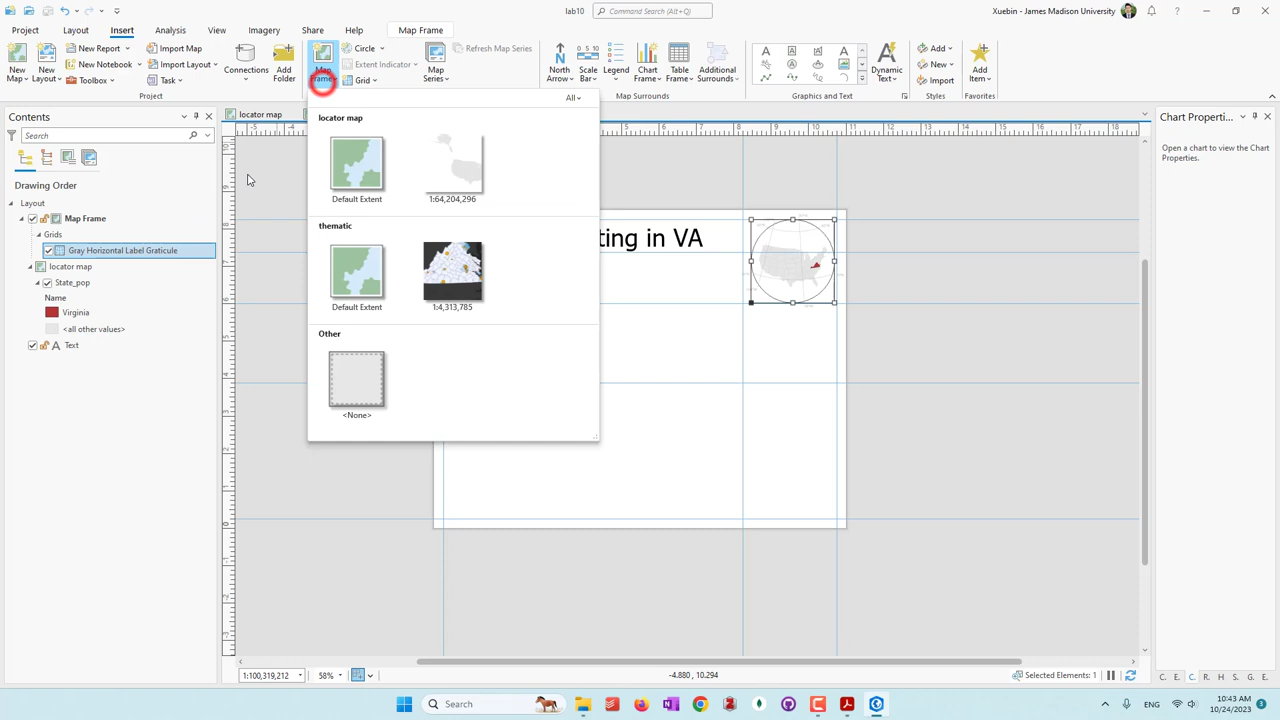 lab10
Command Search (Alt+Q)
Xuebin - James Madison University
Project Layout Insert Analysis View Imagery Share Help Map Frame
New Map
New Layout
New Report
New Notebook
Toolbox
Import Map
Import Layout
Task
Connections
Add Folder
Project
Map Frame
Circle
Extent Indicator
Grid
Map Series
Refresh Map Series
North Arrow
Scale Bar
Legend
Chart Frame
Table Frame
Additional Surrounds
Map Surrounds
Graphics and Text
Dynamic Text
Add
New
Import
Styles
Add Item
Favorites
Contents
Search
Drawing Order
Layout
Map Frame
Grids
Gray Horizontal Label Graticule
locator map
State_pop
Name
Virginia
<all other values>
Text
locator map
All
locator map
Default Extent
1:64,204,296
thematic
Default Extent
1:4,313,785
Other
<None>
ting in VA
Chart Properti...
Open a chart to view the Chart
Properties.
1:100,319,212
58%
-4.880, 10.294
Selected Elements: 1
C... E... C... R... H... S... G... E...
Search
ENG
10:43 AM
10/24/2023